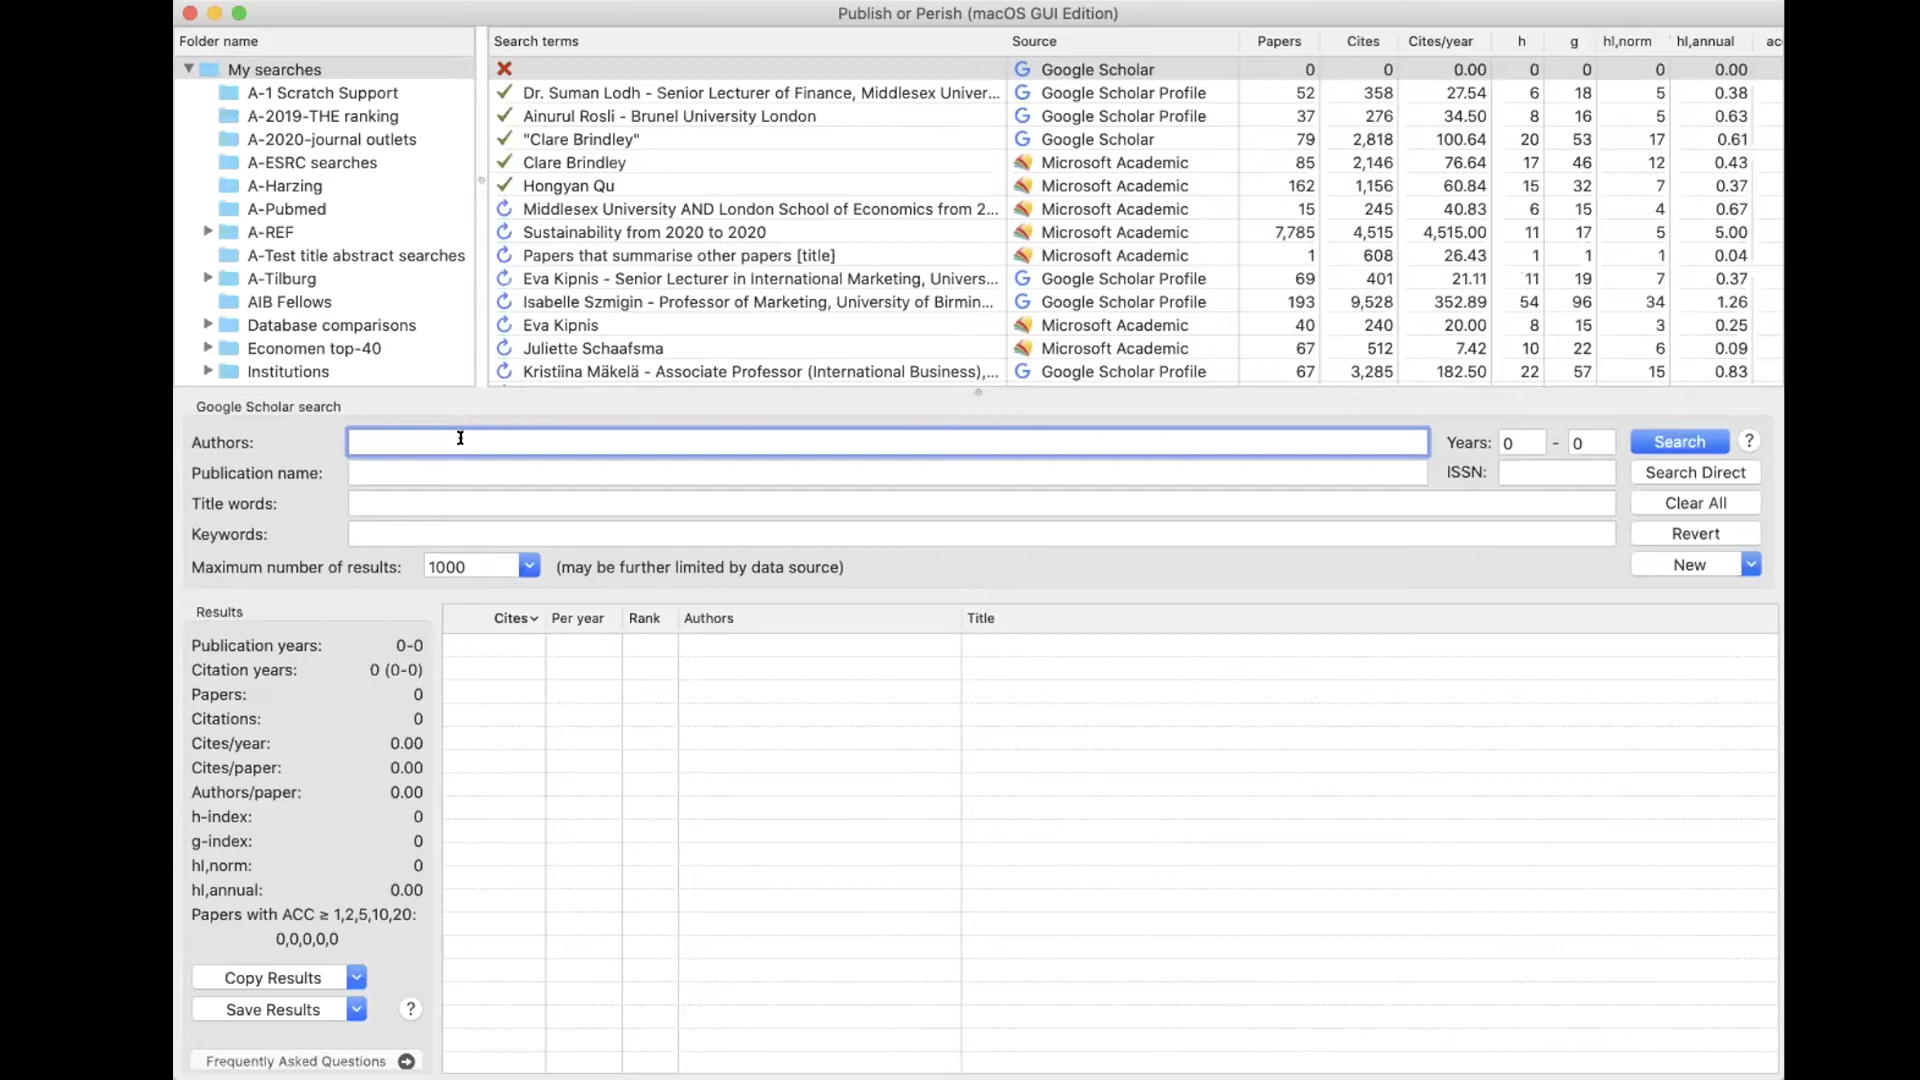 Publish or Perish (macOS GUI Edition)
Folder name
My searches
A-1 Scratch Support
A-2019-THE ranking
A-2020-journal outlets
A-ESRC searches
A-Harzing
A-Pubmed
A-REF
A-Test title abstract searches
A-Tilburg
AIB Fellows
Database comparisons
Economen top-40
Institutions
Search terms Source Papers Cites Cites/year h g hI,norm hI,annual
Google Scholar 0 0 0.00 0 0 0 0.00
Dr. Suman Lodh - Senior Lecturer of Finance, Middlesex Univer... Google Scholar Profile 52 358 27.54 6 18 5 0.38
Ainurul Rosli - Brunel University London Google Scholar Profile 37 276 34.50 8 16 5 0.63
"Clare Brindley" Google Scholar 79 2,818 100.64 20 53 17 0.61
Clare Brindley Microsoft Academic 85 2,146 76.64 17 46 12 0.43
Hongyan Qu Microsoft Academic 162 1,156 60.84 15 32 7 0.37
Middlesex University AND London School of Economics from 2... Microsoft Academic 15 245 40.83 6 15 4 0.67
Sustainability from 2020 to 2020 Microsoft Academic 7,785 4,515 4,515.00 11 17 5 5.00
Papers that summarise other papers [title] Microsoft Academic 1 608 26.43 1 1 1 0.04
Eva Kipnis - Senior Lecturer in International Marketing, Univers... Google Scholar Profile 69 401 21.11 11 19 7 0.37
Isabelle Szmigin - Professor of Marketing, University of Birmin... Google Scholar Profile 193 9,528 352.89 54 96 34 1.26
Eva Kipnis Microsoft Academic 40 240 20.00 8 15 3 0.25
Juliette Schaafsma Microsoft Academic 67 512 7.42 10 22 6 0.09
Kristiina Mäkelä - Associate Professor (International Business),... Google Scholar Profile 67 3,285 182.50 22 57 15 0.83
Google Scholar search
Authors: Years: 0 - 0 Search ?
Publication name: ISSN: Search Direct
Title words: Clear All
Keywords: Revert
Maximum number of results: 1000 (may be further limited by data source) New
Results
Publication years: 0-0
Citation years: 0 (0-0)
Papers: 0
Citations: 0
Cites/year: 0.00
Cites/paper: 0.00
Authors/paper: 0.00
h-index: 0
g-index: 0
hI,norm: 0
hI,annual: 0.00
Papers with ACC ≥ 1,2,5,10,20:
0,0,0,0,0
Copy Results
Save Results ?
Frequently Asked Questions
Cites Per year Rank Authors Title